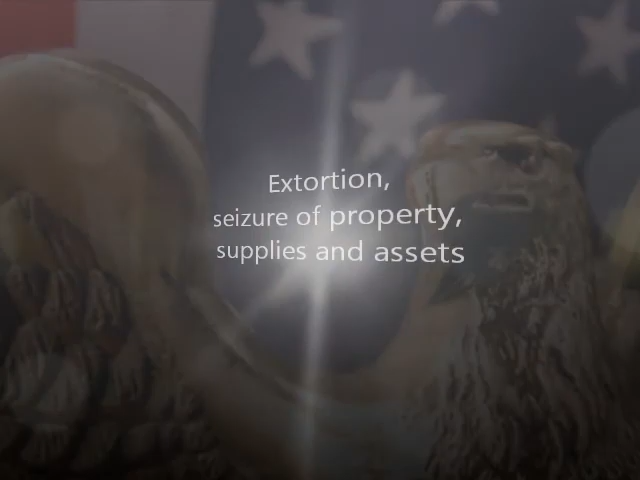 Extortion,
seizure of property,
supplies and assets